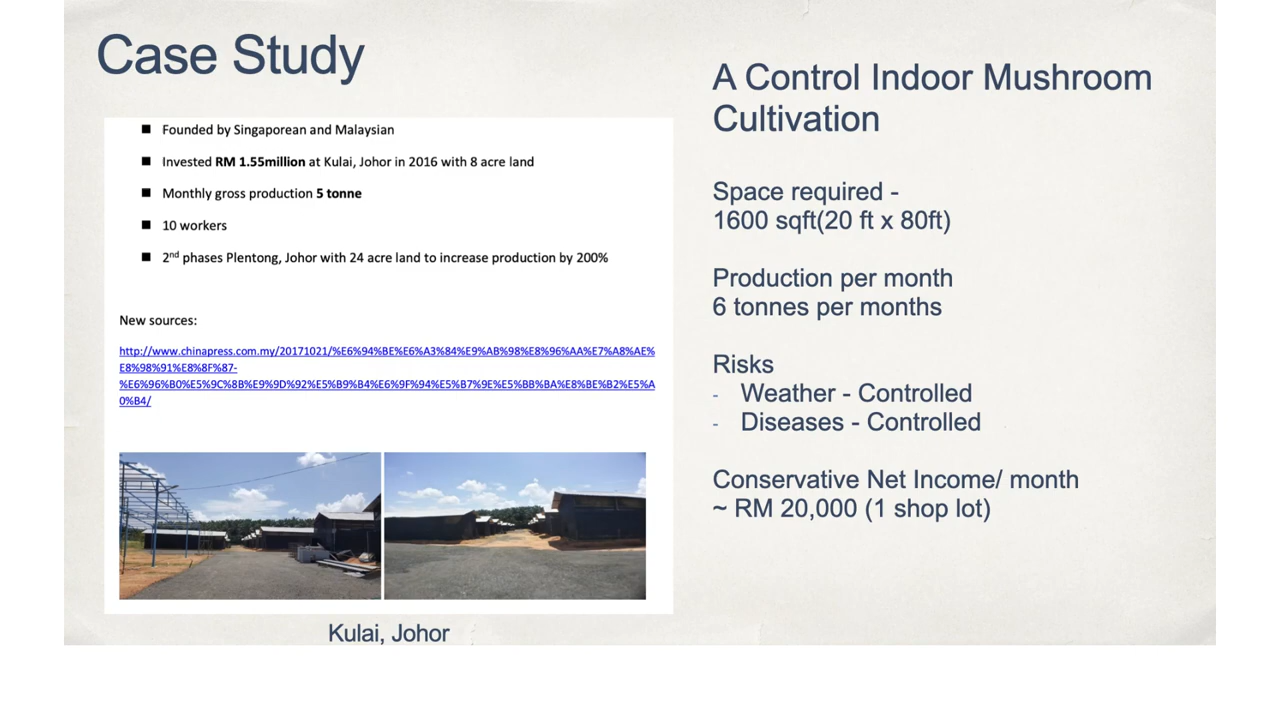 Case Study
Founded by Singaporean and Malaysian
Invested RM 1.55million at Kulai, Johor in 2016 with 8 acre land
Monthly gross production 5 tonne
10 workers
2nd phases Plentong, Johor with 24 acre land to increase production by 200%
New sources:
http://www.chinapress.com.my/20171021/%E6%94%BE%E6%A3%84%E9%AB%98%E8%96%AA%E7%A8%AE%
E8%98%91%E8%8F%87-
%E6%96%B0%E5%9C%8B%E9%9D%92%E5%B9%B4%E6%9F%94%E5%B7%9E%E5%BB%BA%E8%BE%B2%E5%A
0%B4/
Kulai, Johor
A Control Indoor Mushroom
Cultivation
Space required -
1600 sqft(20 ft x 80ft)
Production per month
6 tonnes per months
Risks
- Weather - Controlled
- Diseases - Controlled
Conservative Net Income/ month
~ RM 20,000 (1 shop lot)